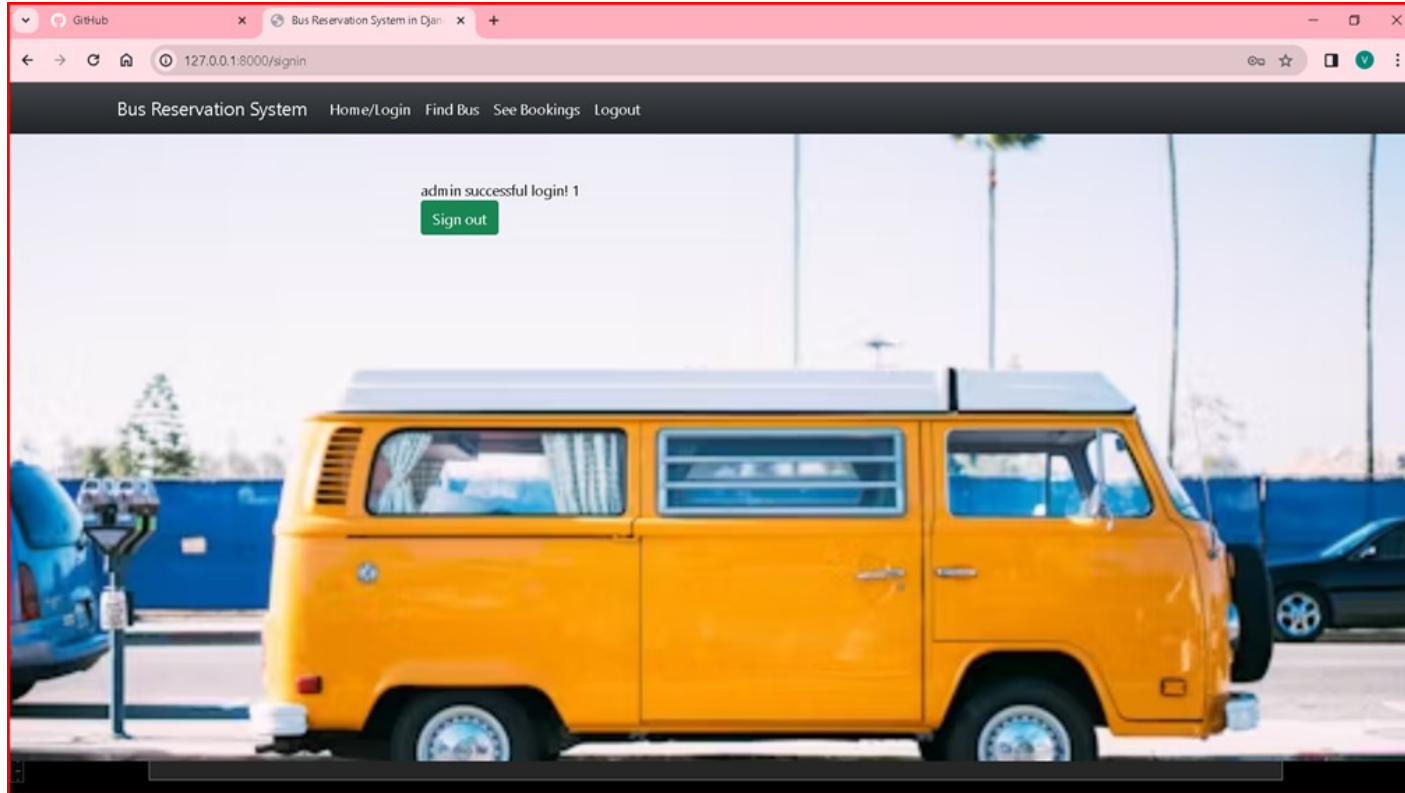 GitHub
Bus Reservation System in Djan
127.0.0.1:8000/signin
V
Bus Reservation System Home/Login Find Bus See Bookings Logout
admin successful login! 1
Sign out